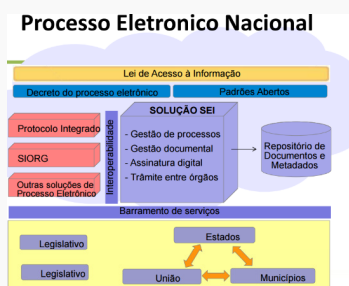 Processo Eletronico Nacional
Lei de Acesso à Informação
Decreto do processo eletrônico
Padrões Abertos
SOLUÇÃO SEI
Protocolo Integrado
SIORG
Outras soluções de
Processo Eletrônico
Interoperabilidade
- Gestão de processos
- Gestão documental
- Assinatura digital
- Trâmite entre órgãos
Repositório de
Documentos e
Metadados
Barramento de serviços
Legislativo
Estados
Legislativo
União
Municípios